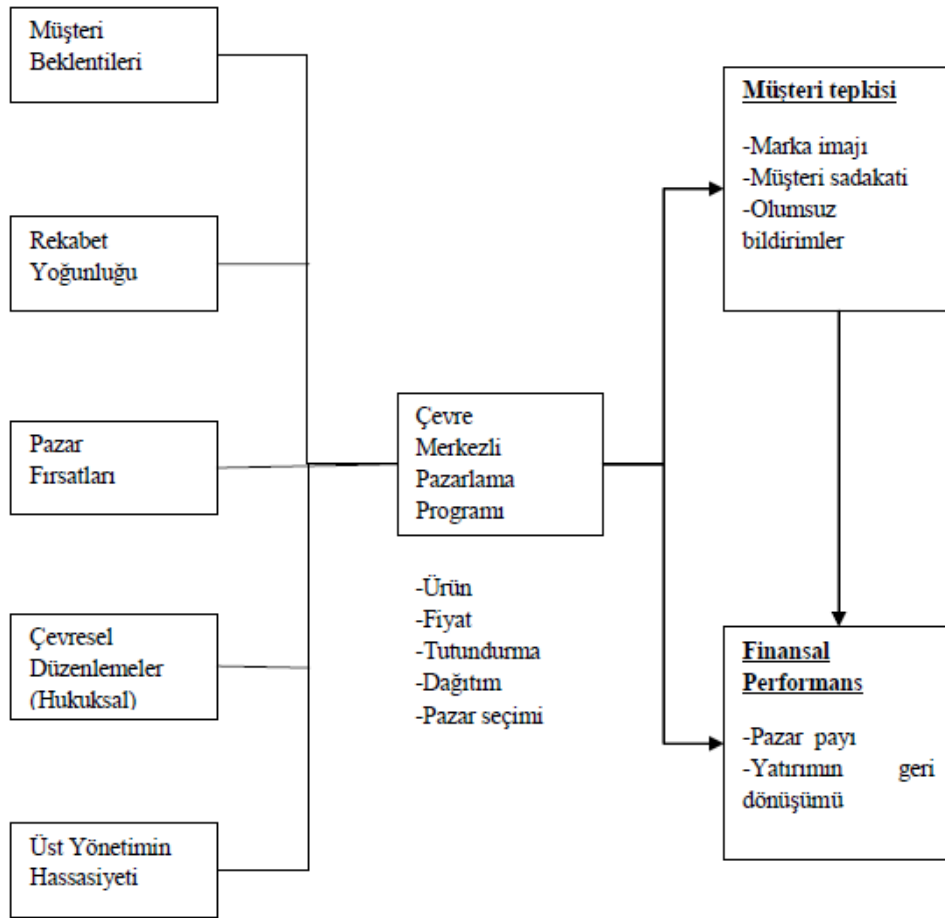 Müşteri
Beklentileri
Rekabet
Yoğunluğu
Pazar
Fırsatları
Çevresel
Düzenlemeler
(Hukuksal)
Üst Yönetimin
Hassasiyeti
Çevre
Merkezli
Pazarlama
Programı
-Ürün
-Fiyat
-Tutundurma
-Dağıtım
-Pazar seçimi
Müşteri tepkisi
-Marka imajı
-Müşteri sadakati
-Olumsuz
bildirimler
Finansal
Performans
-Pazar payı
-Yatırımın geri
dönüşümü